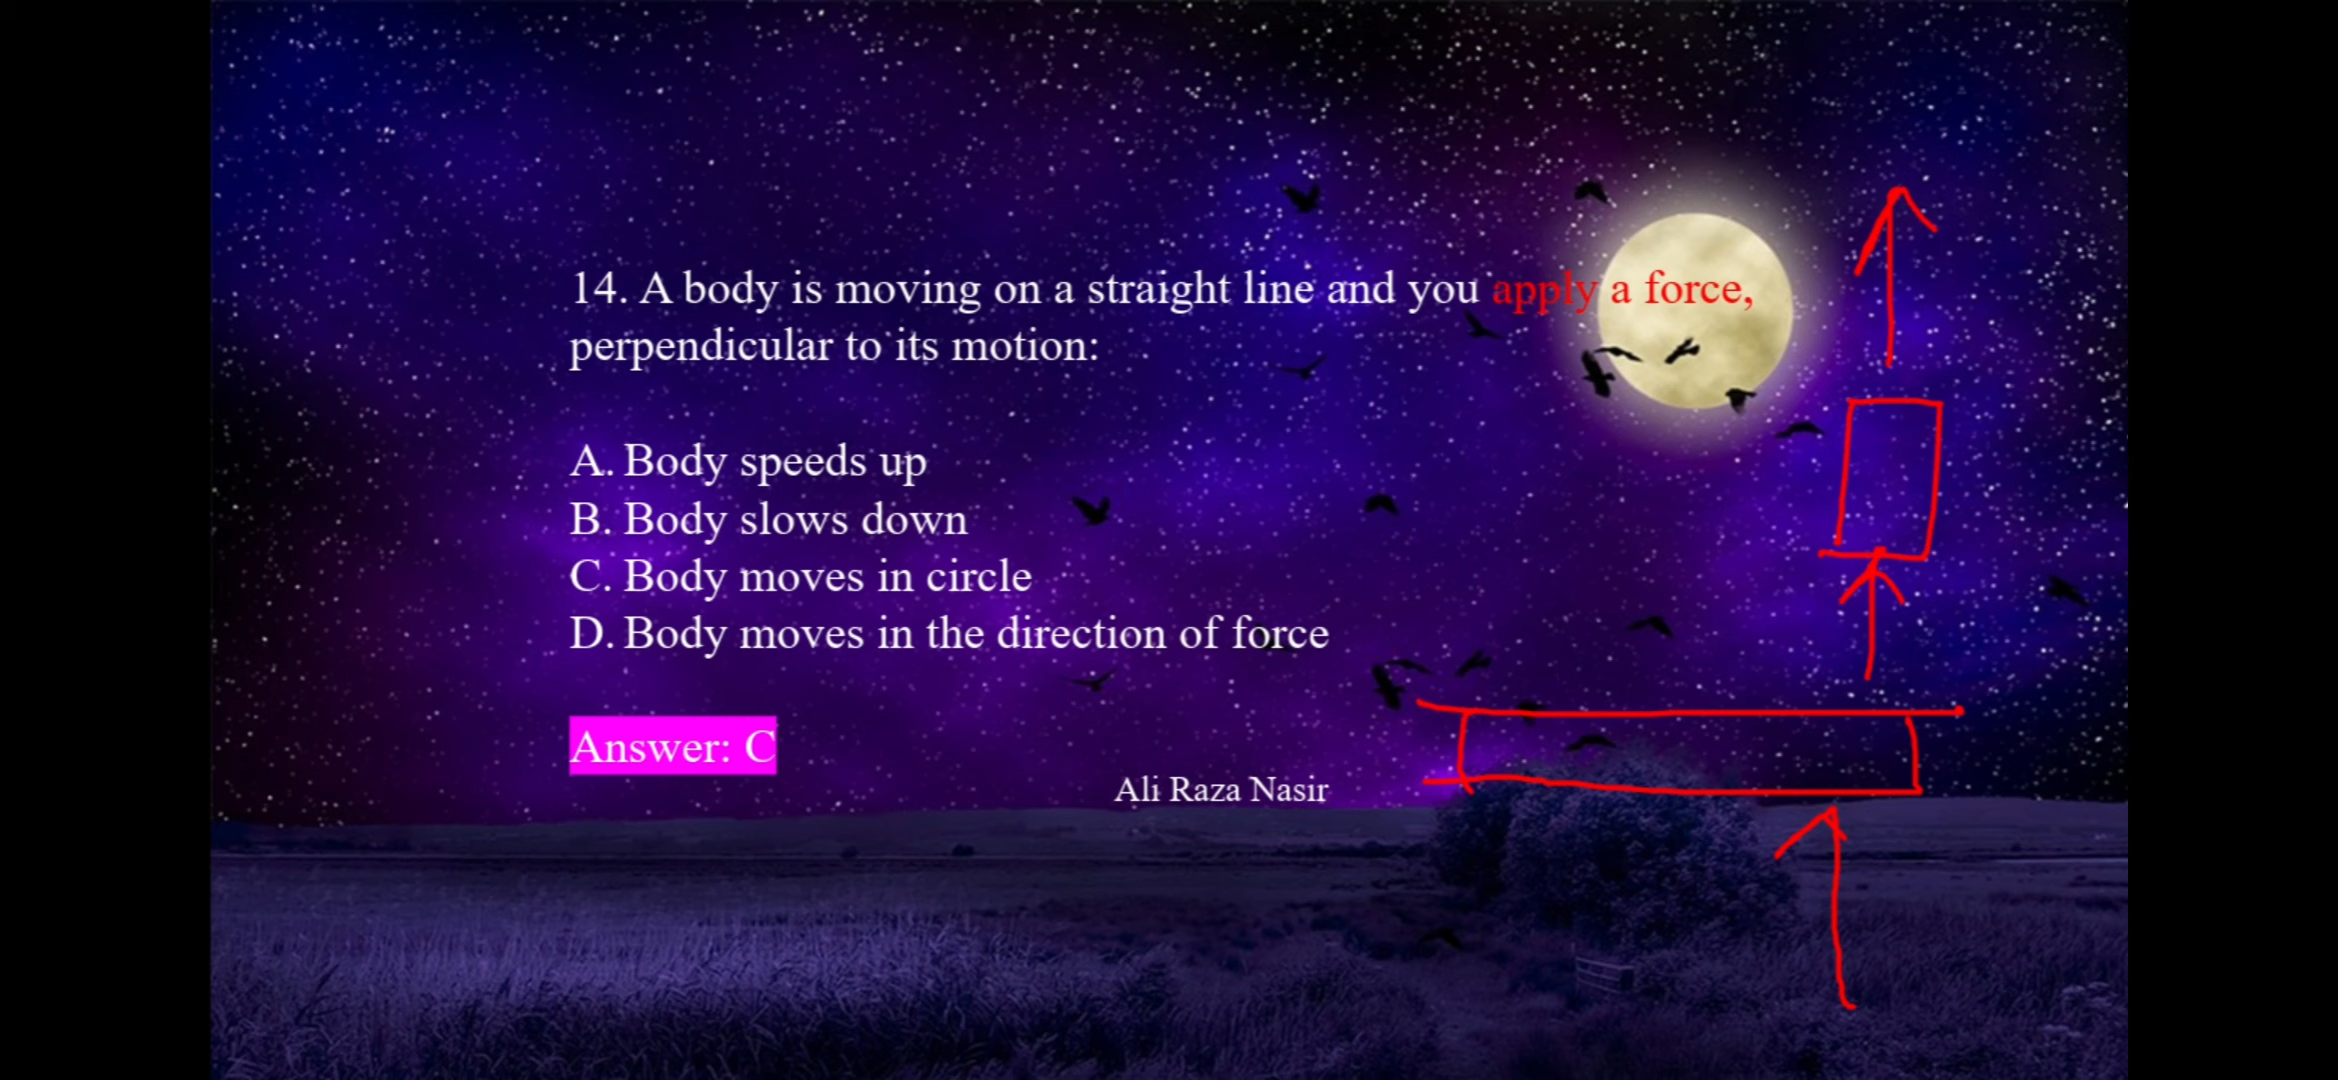 14. A body is moving on a straight line and you apply a force,
perpendicular to its motion:
A. Body speeds up
B. Body slows down
C. Body moves in circle
D. Body moves in the direction of force
Answer: C
Ali Raza Nasir